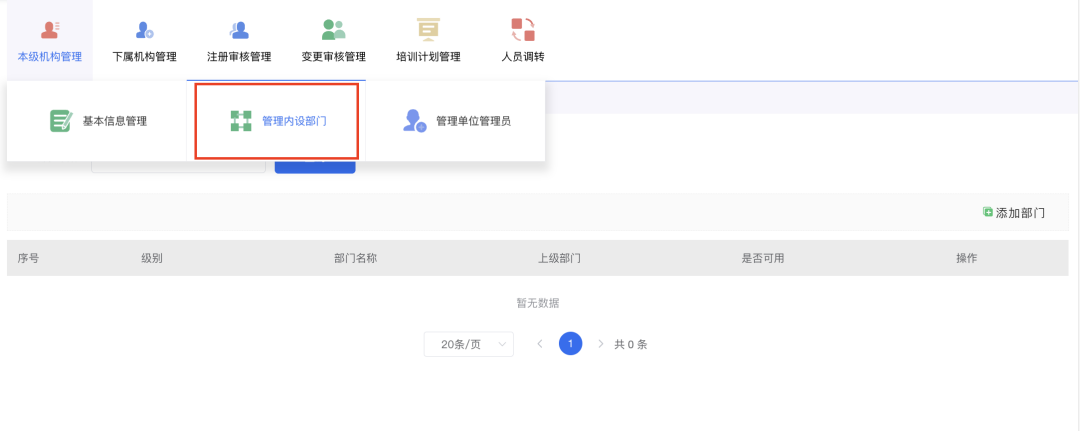 本级机构管理 下属机构管理 注册审核管理 变更审核管理 培训计划管理 人员调转
基本信息管理 管理内设部门 管理单位管理员
添加部门
序号 级别 部门名称 上级部门 是否可用 操作
暂无数据
20条/页 1 共 0 条